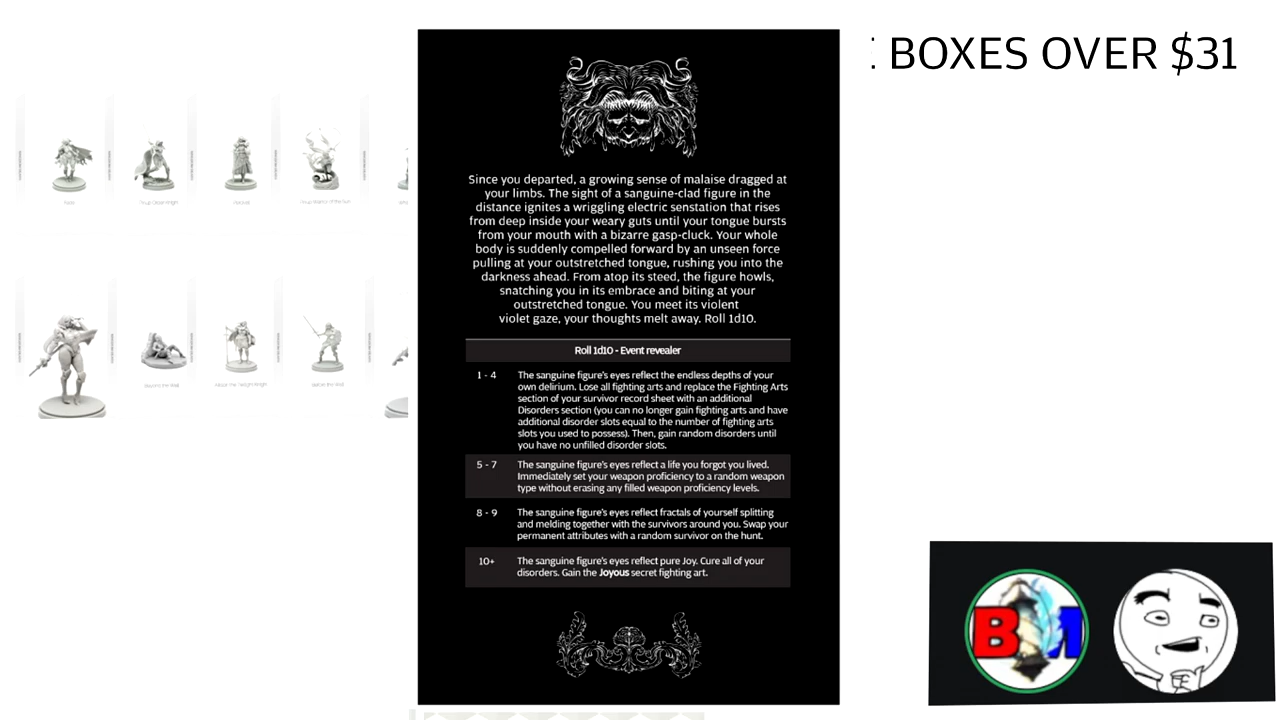 BOXES OVER $31
Since you departed, a growing sense of malaise dragged at
your limbs. The sight of a sanguine-clad figure in the
distance ignites a wriggling electric senstation that rises
from deep inside your weary guts until your tongue bursts
from your mouth with a bizarre gasp-cluck. Your whole
body is suddenly compelled forward by an unseen force
pulling at your outstretched tongue, rushing you into the
darkness ahead. From atop its steed, the figure howls,
snatching you in its embrace and biting at your
outstretched tongue. You meet its violent
violet gaze, your thoughts melt away. Roll 1d10.
Roll 1d10 - Event revealer
1 - 4 The sanguine figure's eyes reflect the endless depths of your
own delirium. Lose all fighting arts and replace the Fighting Arts
section of your survivor record sheet with an additional
Disorders section (you can no longer gain fighting arts and have
additional disorder slots equal to the number of fighting arts
slots you used to possess). Then, gain random disorders until
you have no unfilled disorder slots.
5 - 7 The sanguine figure's eyes reflect a life you forgot you lived.
Immediately set your weapon proficiency to a random weapon
type without erasing any filled weapon proficiency levels.
8 - 9 The sanguine figure's eyes reflect fractals of yourself splitting
and melding together with the survivors around you. Swap your
permanent attributes with a random survivor on the hunt.
10+ The sanguine figure's eyes reflect pure Joy. Cure all of your
disorders. Gain the Joyous secret fighting art.
B M